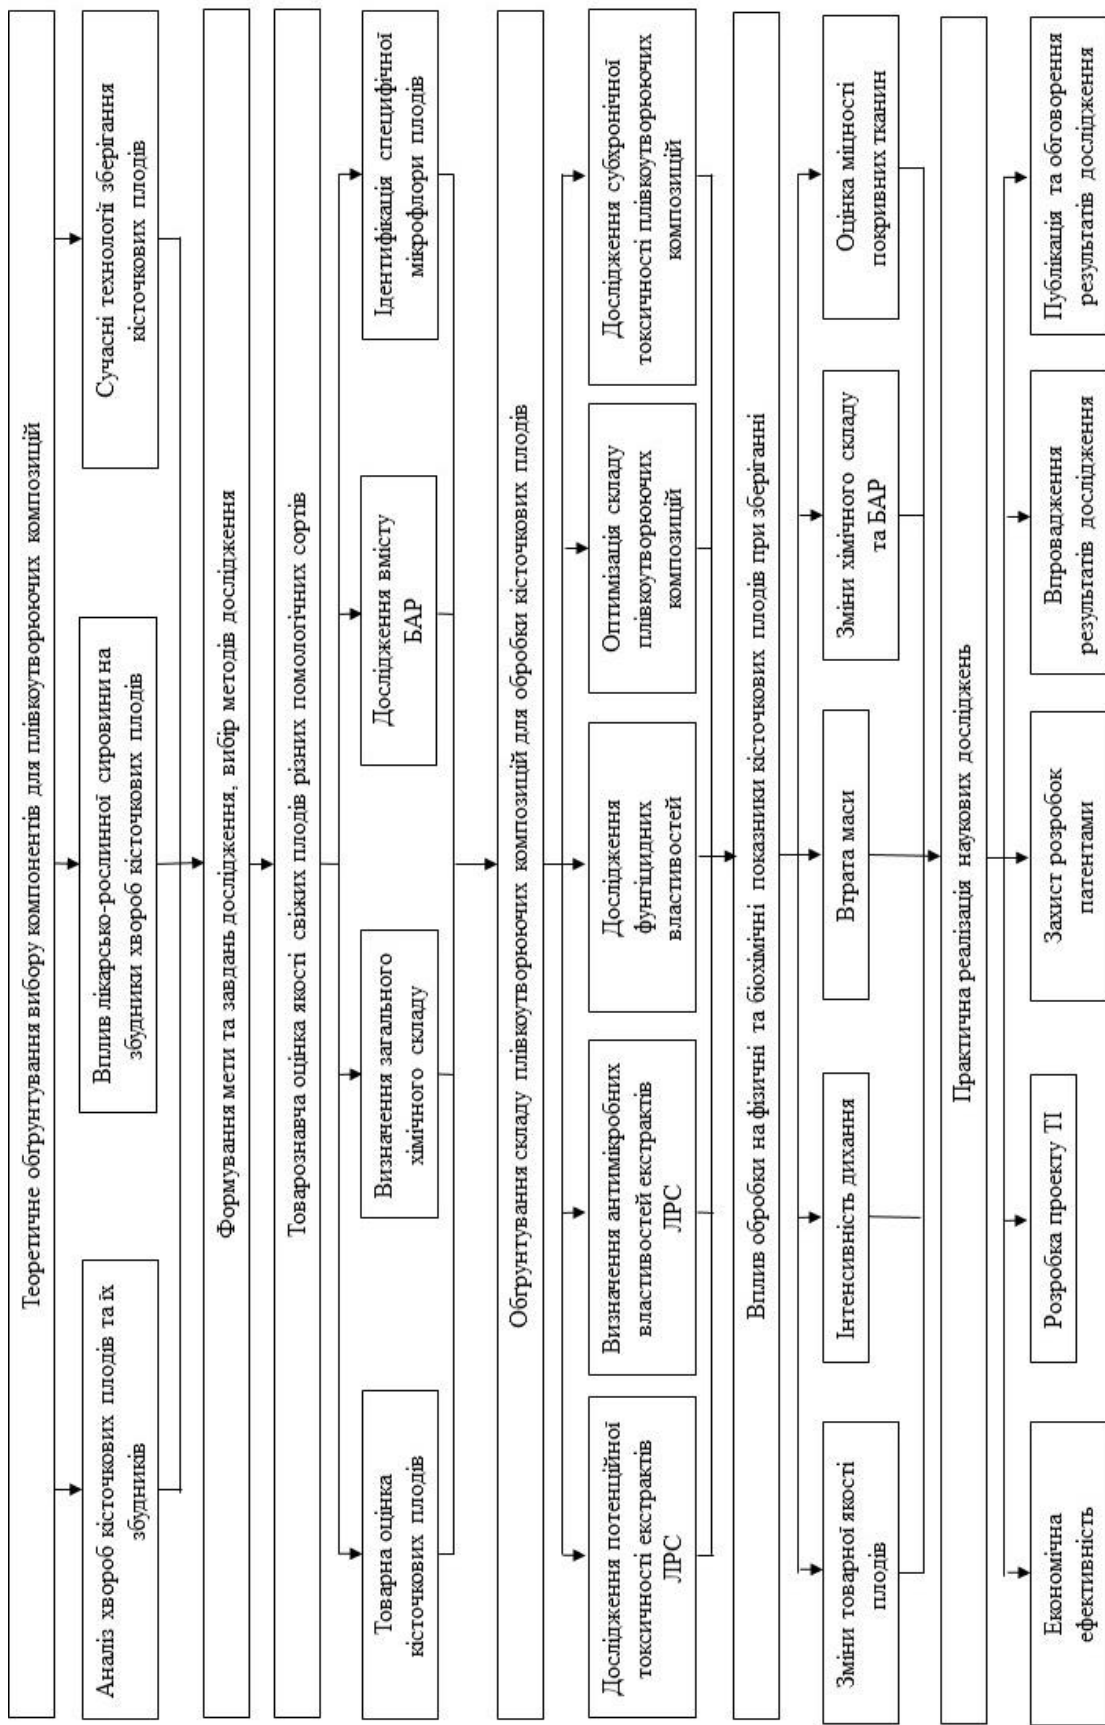 Теоретичне обґрунтування вибору компонентів для плівкоутворюючих композицій
Аналіз хвороб кісточкових плодів та їх
збудників
Вплив лікарсько-рослинної сировини на
збудники хвороб кісточкових плодів
Сучасні технології зберігання
кісточкових плодів
Формування мети та завдань дослідження, вибір методів дослідження
Товарознавча оцінка якості свіжих плодів різних помологічних сортів
Товарна оцінка
кісточкових плодів
Визначення загального
хімічного складу
Дослідження вмісту
БАР
Ідентифікація специфічної
мікрофлори плодів
Обґрунтування складу плівкоутворюючих композицій для обробки кісточкових плодів
Дослідження потенційної
токсичності екстрактів
ЛРС
Визначення антимікробних
властивостей екстрактів
ЛРС
Дослідження
фунгіцидних
властивостей
Оптимізація складу
плівкоутворюючих
композицій
Дослідження субхронічної
токсичності плівкоутворюючих
композицій
Вплив обробки на фізичні та біохімічні показники кісточкових плодів при зберіганні
Зміни товарної якості
плодів
Інтенсивність дихання
Втрата маси
Зміни хімічного складу
та БАР
Оцінка міцності
покривних тканин
Практична реалізація наукових досліджень
Економічна
ефективність
Розробка проекту ТІ
Захист розробок
патентами
Впровадження
результатів дослідження
Публікація та обговорення
результатів дослідження